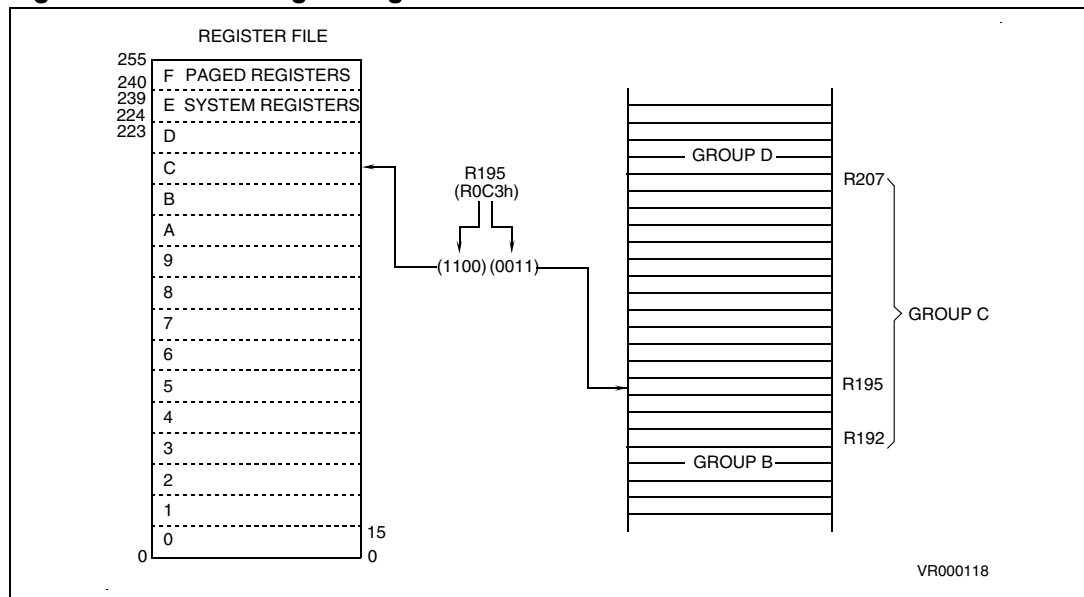 REGISTER FILE
255
240
239
224
223
F PAGED REGISTERS
E SYSTEM REGISTERS
D
C
B
A
9
8
7
6
5
4
3
2
1
0
15
0
0
R195
(R0C3h)
(1100) (0011)
GROUP D
R207
GROUP C
R195
R192
GROUP B
VR000118